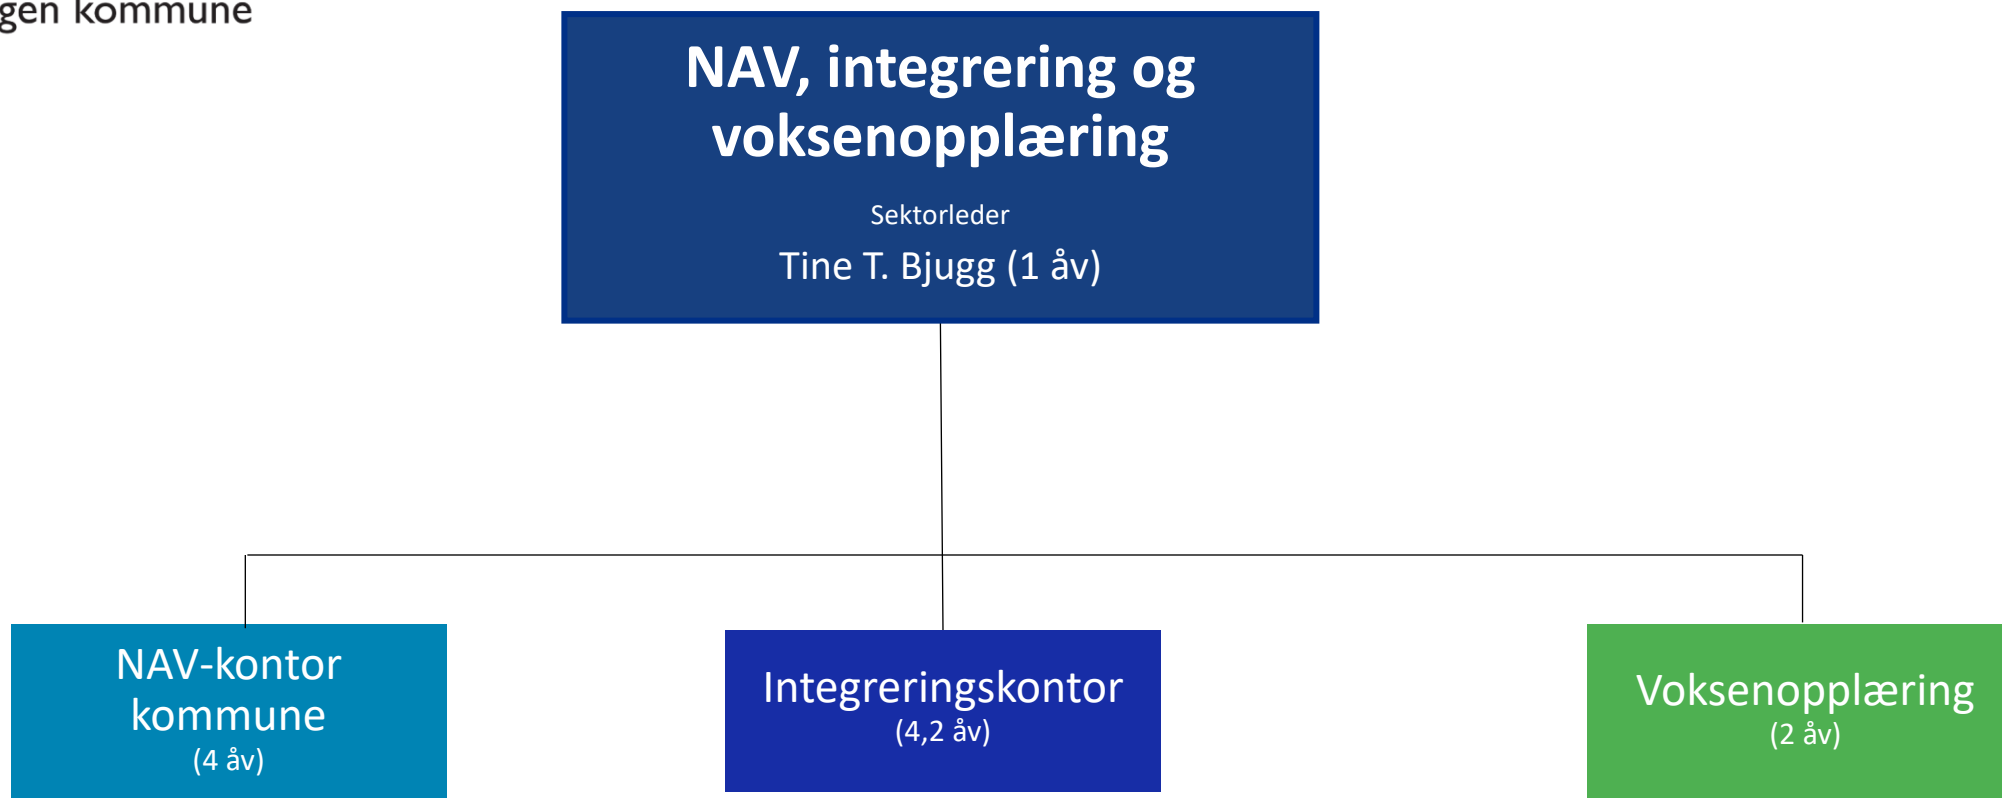 gen kommune
NAV, integrering og
voksenopplæring
Sektorleder
Tine T. Bjugg (1 åv)
NAV-kontor
kommune
(4 åv)
Integreringskontor
(4,2 åv)
Voksenopplæring
(2 åv)